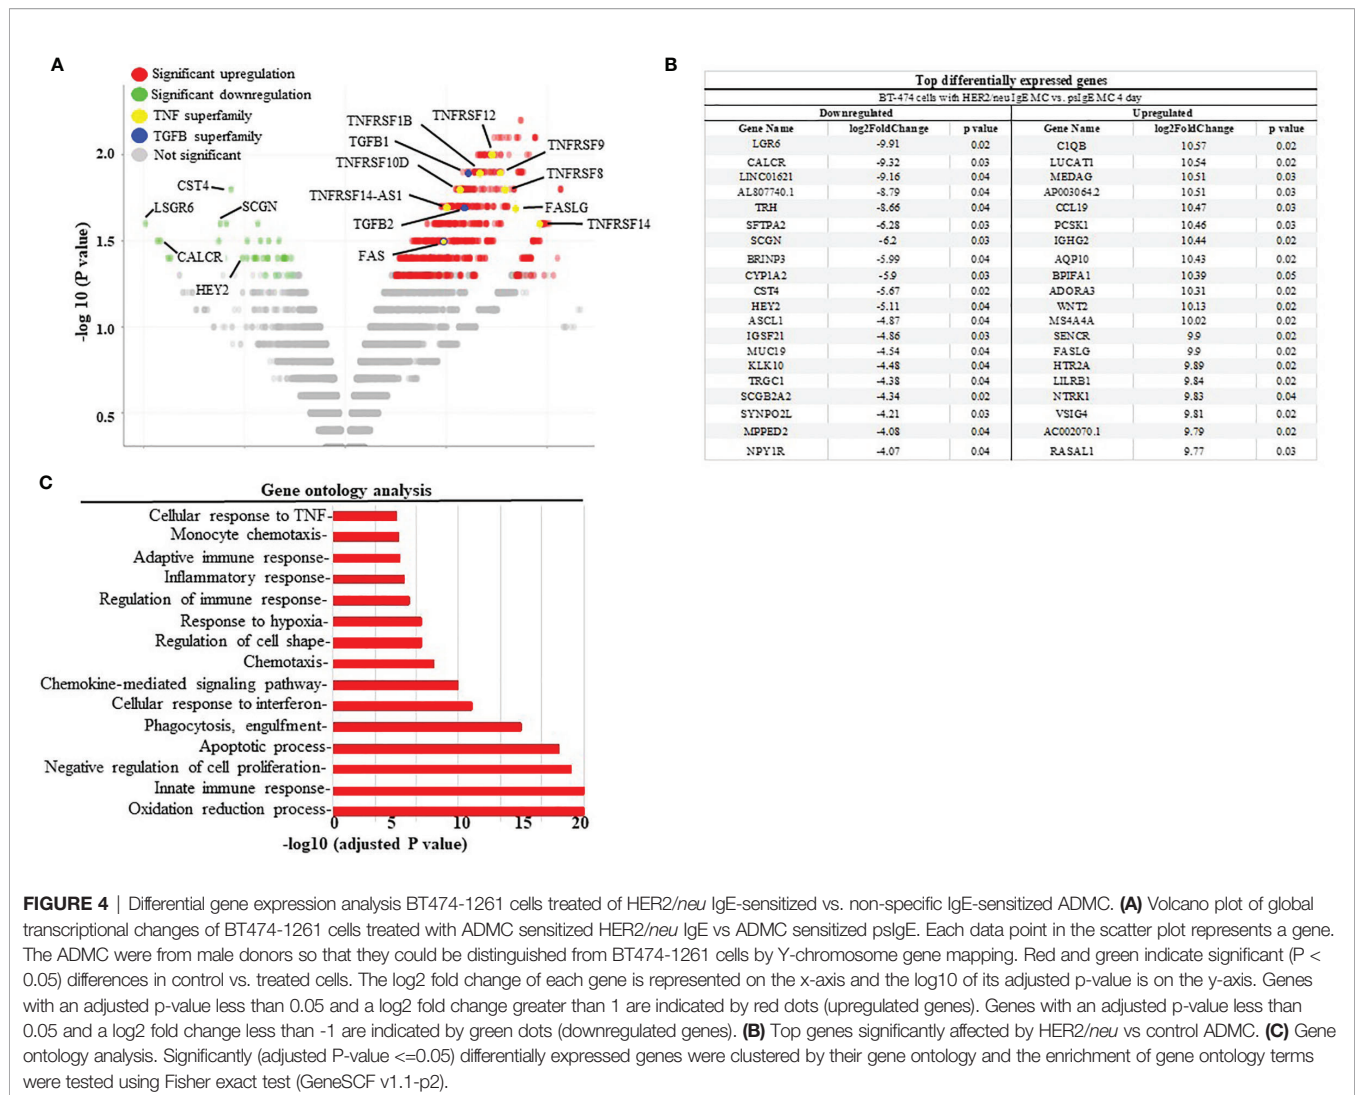 A
Significant upregulation
Significant downregulation
TNF superfamily
TGFB superfamily
Not significant
TNFRSF12
TNFRSF1B
TGFB1
TNFRSF9
TNFRSF10D
TNFRSF8
CST4
TNFRSF14-AS1
LSGR6
SCGN
FASLG
TGFB2
TNFRSF14
CALCR
FAS
HEY2
2.0
1.5
1.0
0.5
-log 10 (P value)
B
Top differentially expressed genes
BT-474 cells with HER2/neu IgE MC vs. psIgE MC 4 day
Downregulated Upregulated
Gene Name log2FoldChange p value Gene Name log2FoldChange p value
LGR6 -9.91 0.02 C1QB 10.57 0.02
CALCR -9.32 0.03 LUCAT1 10.54 0.02
LINC01621 -9.16 0.04 MEDAG 10.51 0.03
AL807740.1 -8.79 0.04 AP003064.2 10.51 0.03
TRH -8.66 0.04 CCL19 10.47 0.03
SFTPA2 -6.28 0.03 PCSK1 10.46 0.03
SCGN -6.2 0.03 IGHG2 10.44 0.02
BRINP3 -5.99 0.04 AQP10 10.43 0.02
CYP1A2 -5.9 0.03 BPIFA1 10.39 0.05
CST4 -5.67 0.02 ADORA3 10.31 0.02
HEY2 -5.11 0.04 WNT2 10.13 0.02
ASCL1 -4.87 0.04 MS4A4A 10.02 0.02
IGSF21 -4.86 0.03 SENCR 9.9 0.02
MUC19 -4.54 0.04 FASLG 9.9 0.02
KLK10 -4.48 0.04 HTR2A 9.89 0.02
TRGC1 -4.38 0.04 LILRB1 9.84 0.02
SCGB2A2 -4.34 0.02 NTRK1 9.83 0.04
SYNPO2L -4.21 0.03 VSIG4 9.81 0.02
MPPED2 -4.08 0.04 AC002070.1 9.79 0.02
NPY1R -4.07 0.04 RASAL1 9.77 0.03
C
Gene ontology analysis
Cellular response to TNF-
Monocyte chemotaxis-
Adaptive immune response-
Inflammatory response-
Regulation of immune response-
Response to hypoxia-
Regulation of cell shape-
Chemotaxis-
Chemokine-mediated signaling pathway-
Cellular response to interferon-
Phagocytosis, engulfment-
Apoptotic process-
Negative regulation of cell proliferation-
Innate immune response-
Oxidation reduction process-
0 5 10 15 20
-log10 (adjusted P value)
FIGURE 4 | Differential gene expression analysis BT474-1261 cells treated of HER2/neu IgE-sensitized vs. non-specific IgE-sensitized ADMC. (A) Volcano plot of global
transcriptional changes of BT474-1261 cells treated with ADMC sensitized HER2/neu IgE vs ADMC sensitized psIgE. Each data point in the scatter plot represents a gene.
The ADMC were from male donors so that they could be distinguished from BT474-1261 cells by Y-chromosome gene mapping. Red and green indicate significant (P <
0.05) differences in control vs. treated cells. The log2 fold change of each gene is represented on the x-axis and the log10 of its adjusted p-value is on the y-axis. Genes
with an adjusted p-value less than 0.05 and a log2 fold change greater than 1 are indicated by red dots (upregulated genes). Genes with an adjusted p-value less than
0.05 and a log2 fold change less than -1 are indicated by green dots (downregulated genes). (B) Top genes significantly affected by HER2/neu vs control ADMC. (C) Gene
ontology analysis. Significantly (adjusted P-value <=0.05) differentially expressed genes were clustered by their gene ontology and the enrichment of gene ontology terms
were tested using Fisher exact test (GeneSCF v1.1-p2).